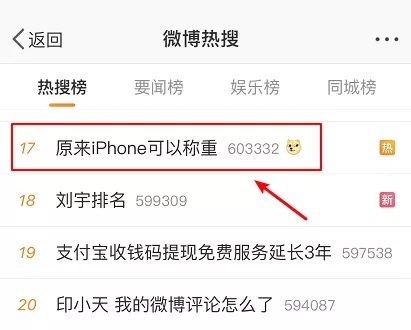 返回 微博热搜 ...
热搜榜 要闻榜 娱乐榜 同城榜
17 原来iPhone可以称重 603332 热
18 刘宇排名 599309 新
19 支付宝收钱码提现免费服务延长3年 597538
20 印小天 我的微博评论怎么了 594087